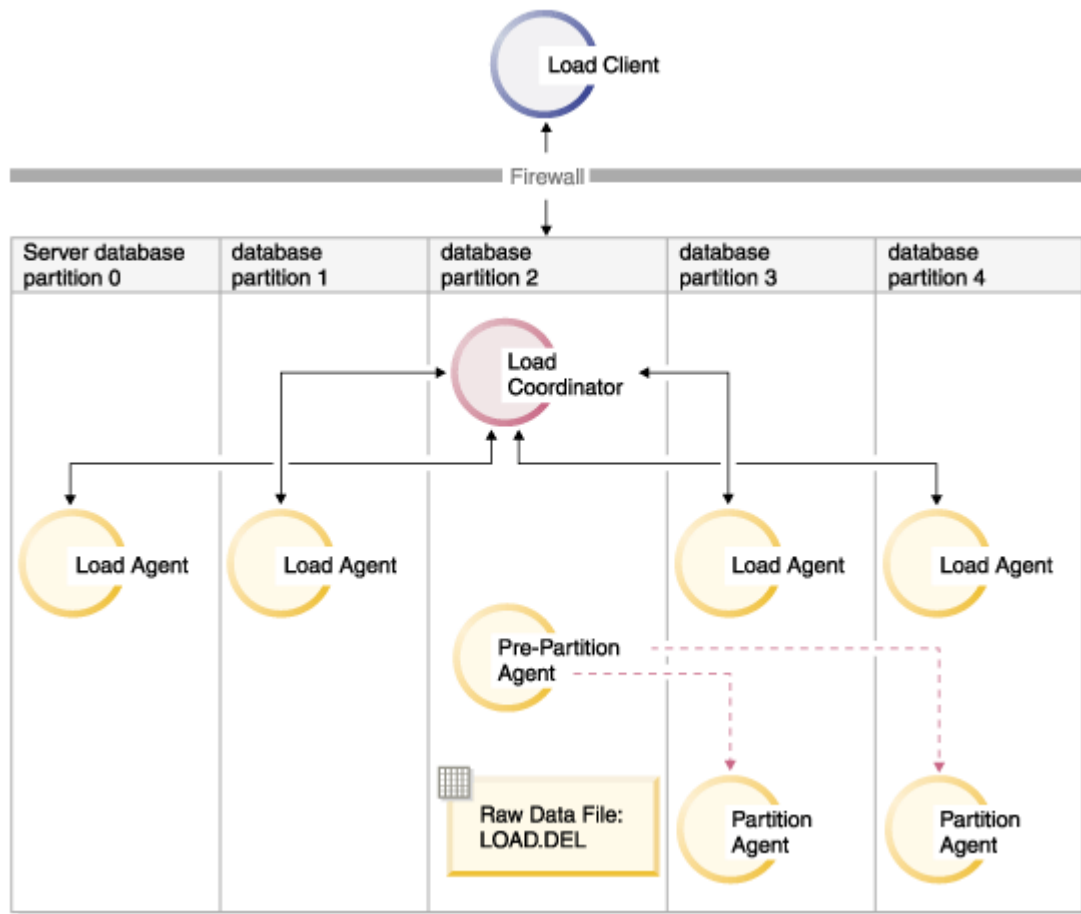 Load Client
Firewall
Server database
partition 0
database
partition 1
database
partition 2
database
partition 3
database
partition 4
Load
Coordinator
Load Agent
Load Agent
Load Agent
Load Agent
Pre-Partition
Agent
Raw Data File:
LOAD.DEL
Partition
Agent
Partition
Agent